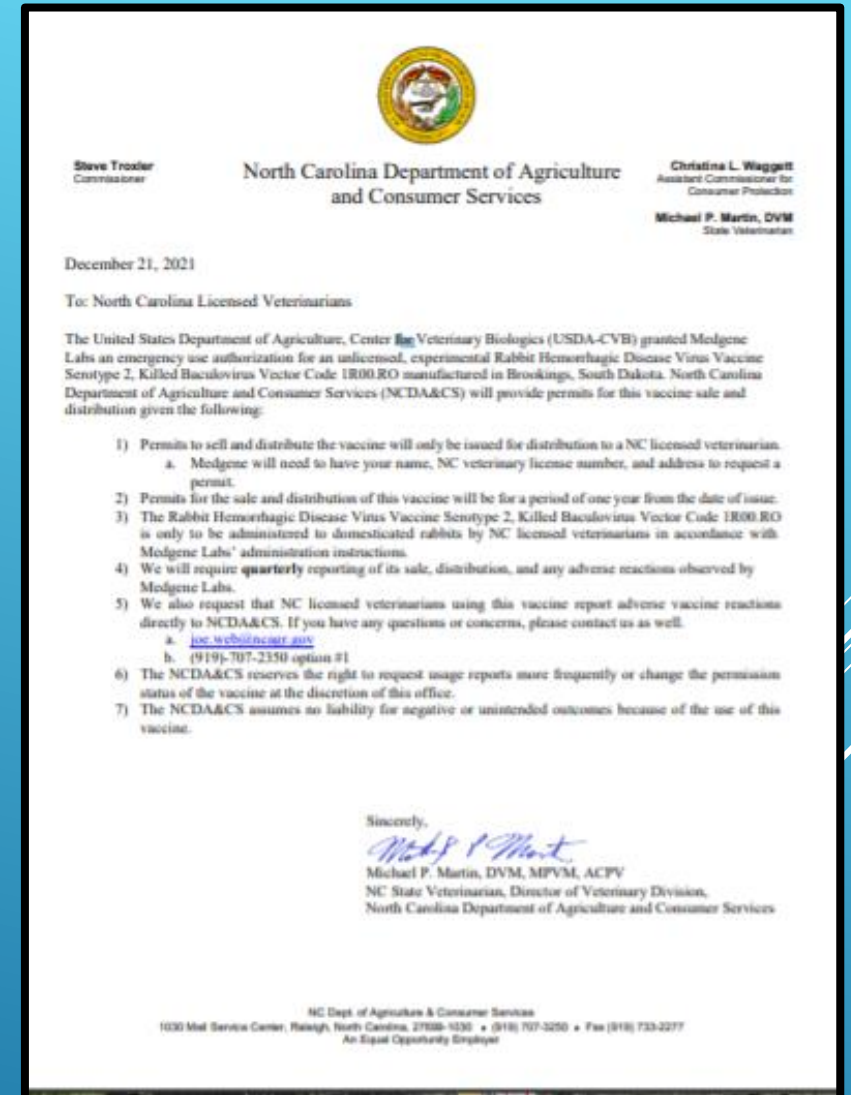 Steve Troxler
Commissioner
North Carolina Department of Agriculture
and Consumer Services
Christina L. Waggett
Assistant Commissioner for
Consumer Protection
Michael P. Martin, DVM
State Veterinarian
December 21, 2021
To: North Carolina Licensed Veterinarians
The United States Department of Agriculture, Center for Veterinary Biologics (USDA-CVB) granted Medgene
Labs an emergency use authorization for an unlicensed, experimental Rabbit Hemorrhagic Disease Virus Vaccine
Serotype 2, Killed Baculovirus Vector Code 1R00.RO manufactured in Brookings, South Dakota. North Carolina
Department of Agriculture and Consumer Services (NCDA&CS) will provide permits for this vaccine sale and
distribution given the following:
1) Permits to sell and distribute the vaccine will only be issued for distribution to a NC licensed veterinarian.
a. Medgene will need to have your name, NC veterinary license number, and address to request a
permit.
2) Permits for the sale and distribution of this vaccine will be for a period of one year from the date of issue.
3) The Rabbit Hemorrhagic Disease Virus Vaccine Serotype 2, Killed Baculovirus Vector Code 1R00.RO
is only to be administered to domesticated rabbits by NC licensed veterinarians in accordance with
Medgene Labs' administration instructions.
4) We will require quarterly reporting of its sale, distribution, and any adverse reactions observed by
Medgene Labs.
5) We also request that NC licensed veterinarians using this vaccine report adverse vaccine reactions
directly to NCDA&CS. If you have any questions or concerns, please contact us as well.
a.
b. (919)-707-2350 option #1
6) The NCDA&CS reserves the right to request usage reports more frequently or change the permission
status of the vaccine at the discretion of this office.
7) The NCDA&CS assumes no liability for negative or unintended outcomes because of the use of this
vaccine.
Sincerely,
Michael P. Martin, DVM, MPVM, ACPV
NC State Veterinarian, Director of Veterinary Division,
North Carolina Department of Agriculture and Consumer Services
NC Dept. of Agriculture & Consumer Services
1030 Mail Service Center, Raleigh, North Carolina, 27699-1030 • (919) 707-3250 • Fax (919) 733-2277
An Equal Opportunity Employer